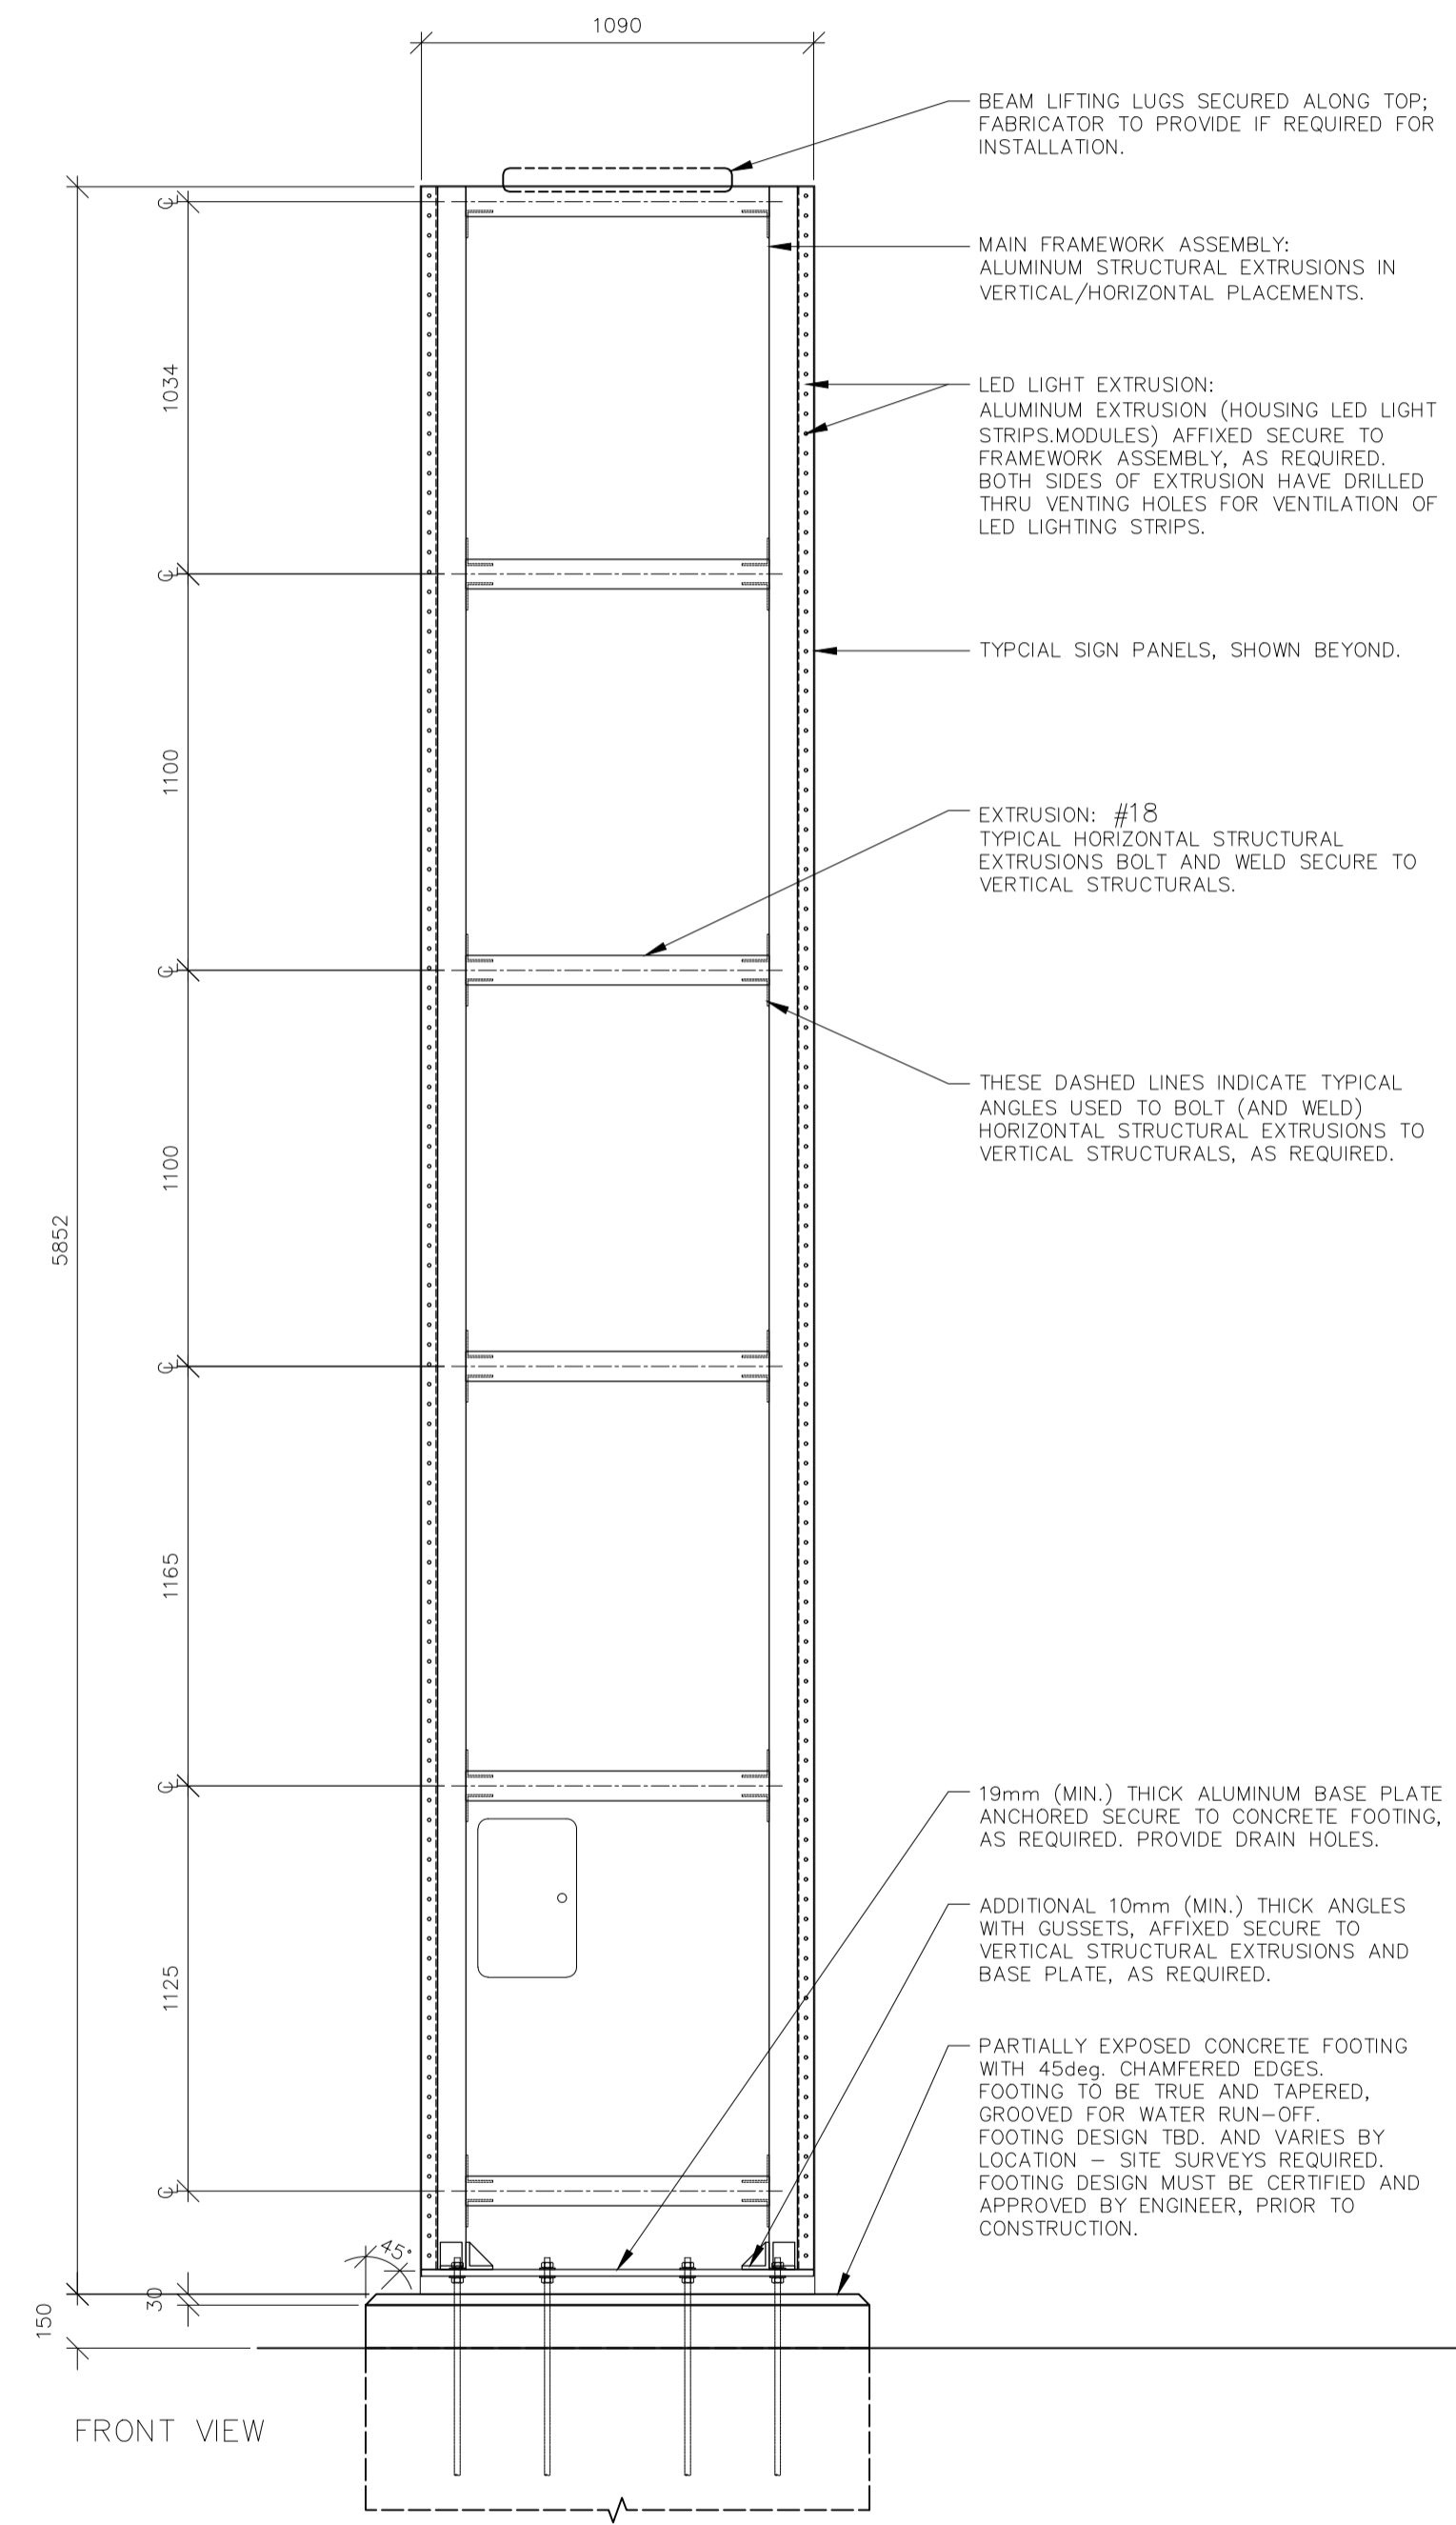 1090
BEAM LIFTING LUGS SECURED ALONG TOP;
FABRICATOR TO PROVIDE IF REQUIRED FOR
INSTALLATION.
MAIN FRAMEWORK ASSEMBLY:
ALUMINUM STRUCTURAL EXTRUSIONS IN
VERTICAL/HORIZONTAL PLACEMENTS.
LED LIGHT EXTRUSION:
ALUMINUM EXTRUSION (HOUSING LED LIGHT
STRIPS.MODULES) AFFIXED SECURE TO
FRAMEWORK ASSEMBLY, AS REQUIRED.
BOTH SIDES OF EXTRUSION HAVE DRILLED
THRU VENTING HOLES FOR VENTILATION OF
LED LIGHTING STRIPS.
TYPCIAL SIGN PANELS, SHOWN BEYOND.
EXTRUSION: #18
TYPICAL HORIZONTAL STRUCTURAL
EXTRUSIONS BOLT AND WELD SECURE TO
VERTICAL STRUCTURALS.
THESE DASHED LINES INDICATE TYPICAL
ANGLES USED TO BOLT (AND WELD)
HORIZONTAL STRUCTURAL EXTRUSIONS TO
VERTICAL STRUCTURALS, AS REQUIRED.
19mm (MIN.) THICK ALUMINUM BASE PLATE
ANCHORED SECURE TO CONCRETE FOOTING,
AS REQUIRED. PROVIDE DRAIN HOLES.
ADDITIONAL 10mm (MIN.) THICK ANGLES
WITH GUSSETS, AFFIXED SECURE TO
VERTICAL STRUCTURAL EXTRUSIONS AND
BASE PLATE, AS REQUIRED.
PARTIALLY EXPOSED CONCRETE FOOTING
WITH 45deg. CHAMFERED EDGES.
FOOTING TO BE TRUE AND TAPERED,
GROOVED FOR WATER RUN-OFF.
FOOTING DESIGN TBD. AND VARIES BY
LOCATION - SITE SURVEYS REQUIRED.
FOOTING DESIGN MUST BE CERTIFIED AND
APPROVED BY ENGINEER, PRIOR TO
CONSTRUCTION.
℄
1034
℄
1100
℄
1100
5852
℄
1165
℄
1125
℄
45°
30
150
FRONT VIEW